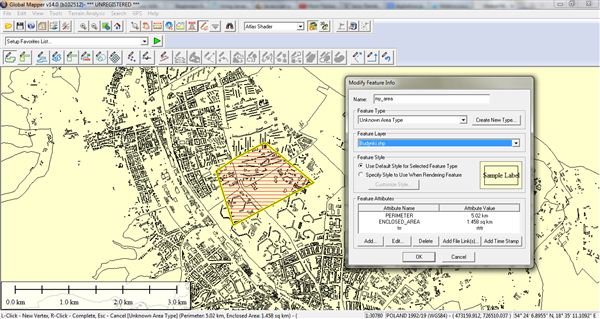 Global Mapper v14.0 (b102512) - *** UNREGISTERED ***
File Edit View Tools Terrain Analysis Search GPS Help
Atlas Shader
Setup Favorites List...
Modify Feature Info
Name: my_area
Feature Type
Unknown Area Type
Create New Type...
Feature Layer
Budynki.shp
Feature Style
Use Default Style for Selected Feature Type
Specify Style to Use When Rendering Feature
Customize Style...
Sample Label
Feature Attributes
Attribute Name Attribute Value
PERIMETER 5.02 km
ENCLOSED_AREA 1.458 sq km
Add... Edit... Delete Add File Link(s)... Add Time Stamp
OK Cancel
0.0 km 1.0 km 2.0 km 3.0 km
L-Click - New Vertex, R-Click - Complete, Esc - Cancel [Unknown Area Type] (Perimeter: 5.02 km, Enclosed Area: 1.458 sq km) - (
1:30780 POLAND 1992/19 (WGS84) - ( 473159.912, 726510.037 ) 54° 24' 6.8955" N, 18° 35' 11.1092" E